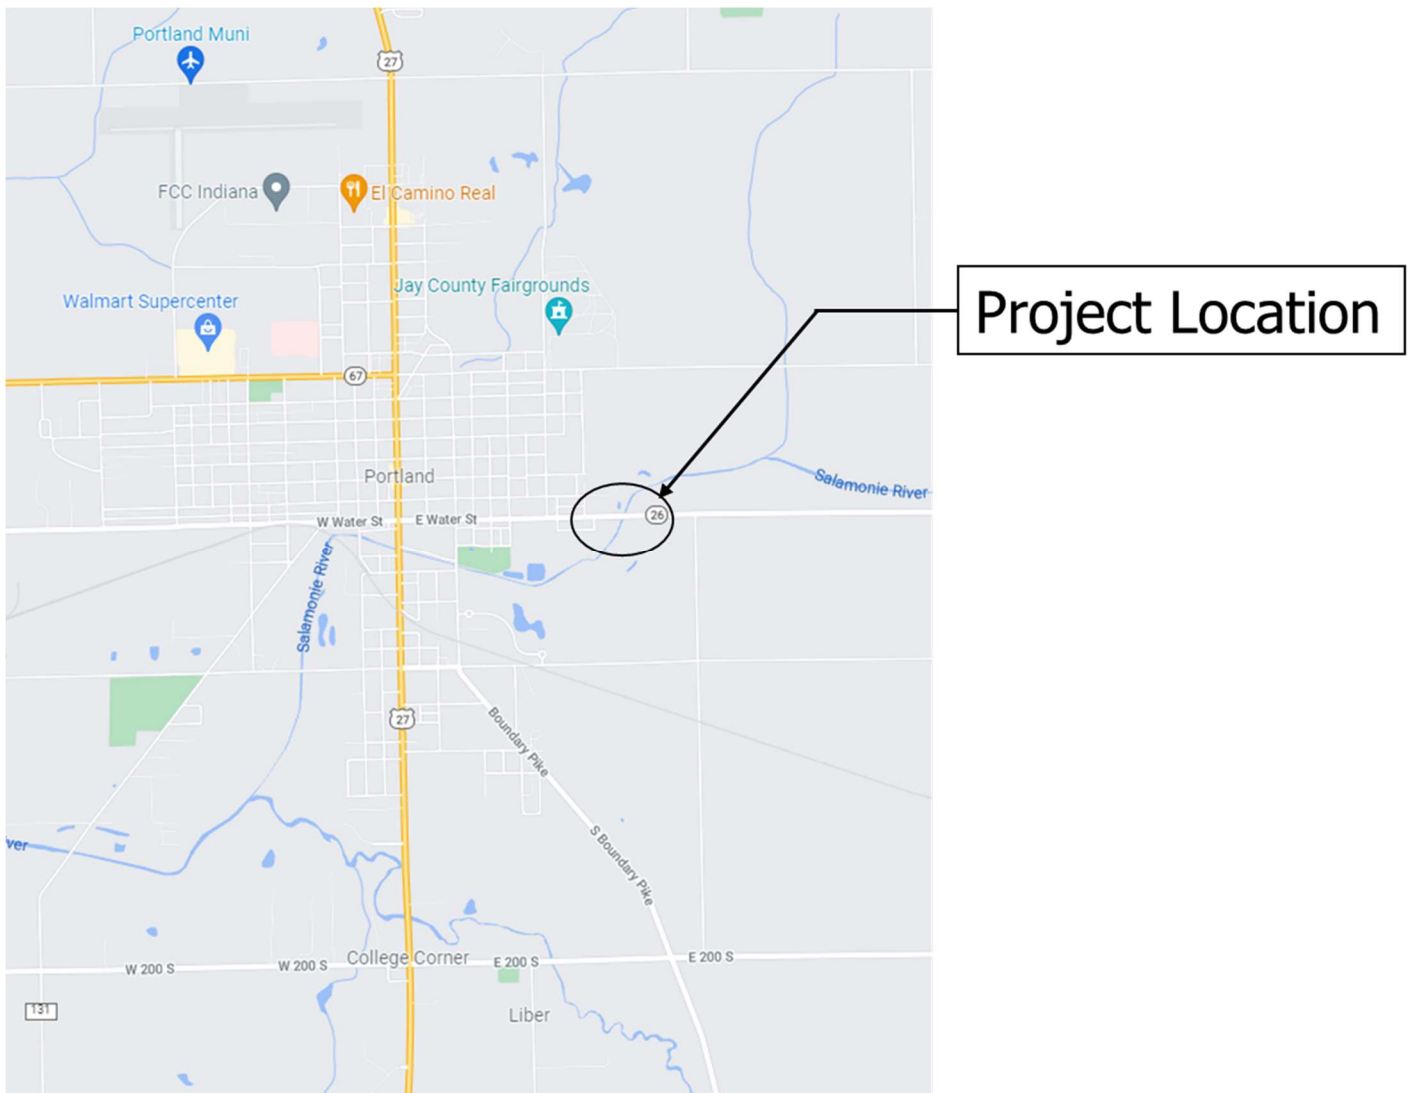 Portland Muni
27
FCC Indiana
El Camino Real
Jay County Fairgrounds
Walmart Supercenter
Project Location
67
Portland
Salamonie River
W Water St
E Water St
26
Salamonie River
27
Boundary Pike
S Boundary Pike
ver
W 200 S
W 200 S
College Corner
E 200 S
E 200 S
131
Liber